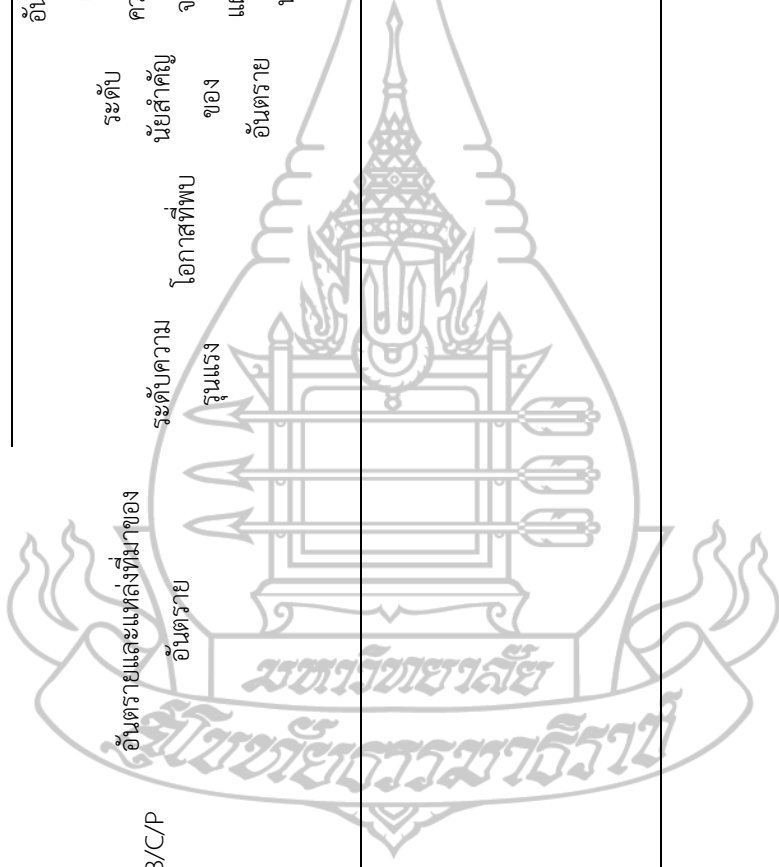 B/C/P
อันตรายและแหล่งที่มาของ
อันตราย
ระดับความ
รุนแรง
โอกาสที่พบ
ระดับ
นัยสำคัญ
ของ
อันตราย
มหาวิทยาลัย
สุโขทัยธรรมาธิราช